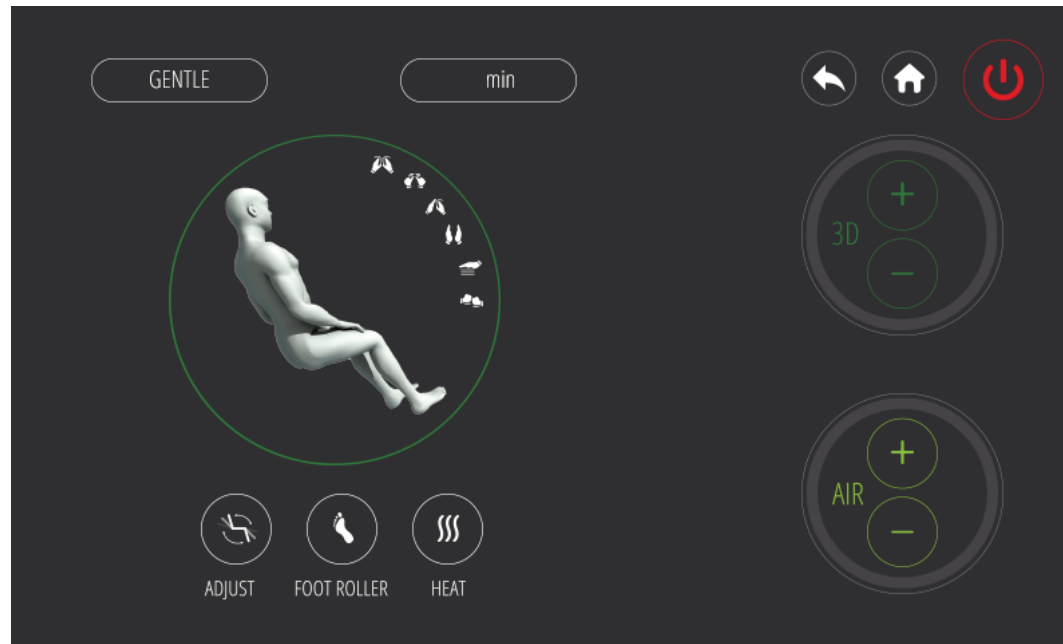 GENTLE
min
3D
+
−
AIR
+
−
ADJUST
FOOT ROLLER
HEAT